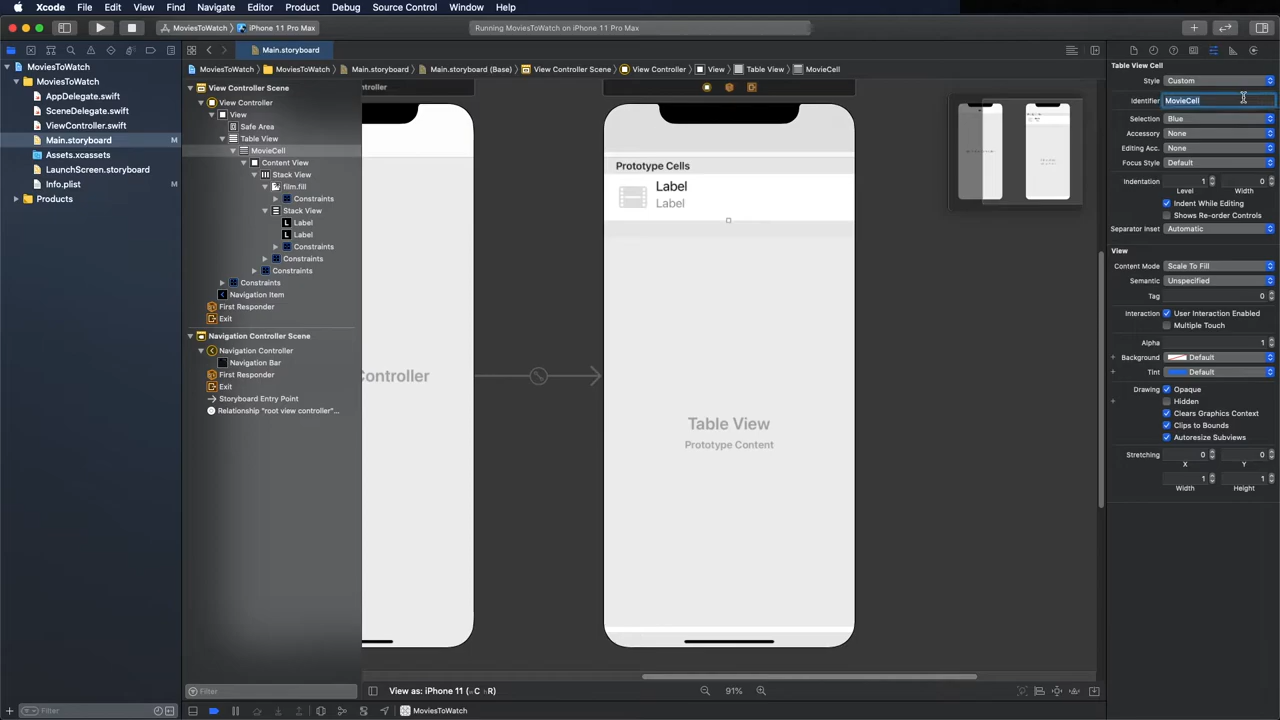 Xcode File Edit View Find Navigate Editor Product Debug Source Control Window Help
MoviesToWatch iPhone 11 Pro Max Running MoviesToWatch on iPhone 11 Pro Max
Main.storyboard
MoviesToWatch MoviesToWatch Main.storyboard Main.storyboard (Base) View Controller Scene View Controller View Table View MovieCell
MoviesToWatch
MoviesToWatch
AppDelegate.swift
SceneDelegate.swift
ViewController.swift
Main.storyboard M
Assets.xcassets
LaunchScreen.storyboard
Info.plist M
Products
Filter
View Controller Scene
View Controller
View
Safe Area
Table View
MovieCell
Content View
Stack View
film.fill
Constraints
Stack View
L Label
L Label
Constraints
Constraints
Constraints
Constraints
Navigation Item
First Responder
Exit
Navigation Controller Scene
Navigation Controller
Navigation Bar
First Responder
Exit
Storyboard Entry Point
Relationship "root view controller"...
Filter
Controller
Prototype Cells
Label
Label
Table View
Prototype Content
View as: iPhone 11 ( C R)
91%
MoviesToWatch
Table View Cell
Style Custom
Identifier MovieCell
Selection Blue
Accessory None
Editing Acc. None
Focus Style Default
Indentation 1 0
Level Width
Indent While Editing
Shows Re-order Controls
Separator Inset Automatic
View
Content Mode Scale To Fill
Semantic Unspecified
Tag 0
Interaction User Interaction Enabled
Multiple Touch
Alpha 1
Background Default
Tint Default
Drawing Opaque
Hidden
Clears Graphics Context
Clips to Bounds
Autoresize Subviews
Stretching 0 0
X Y
1 1
Width Height